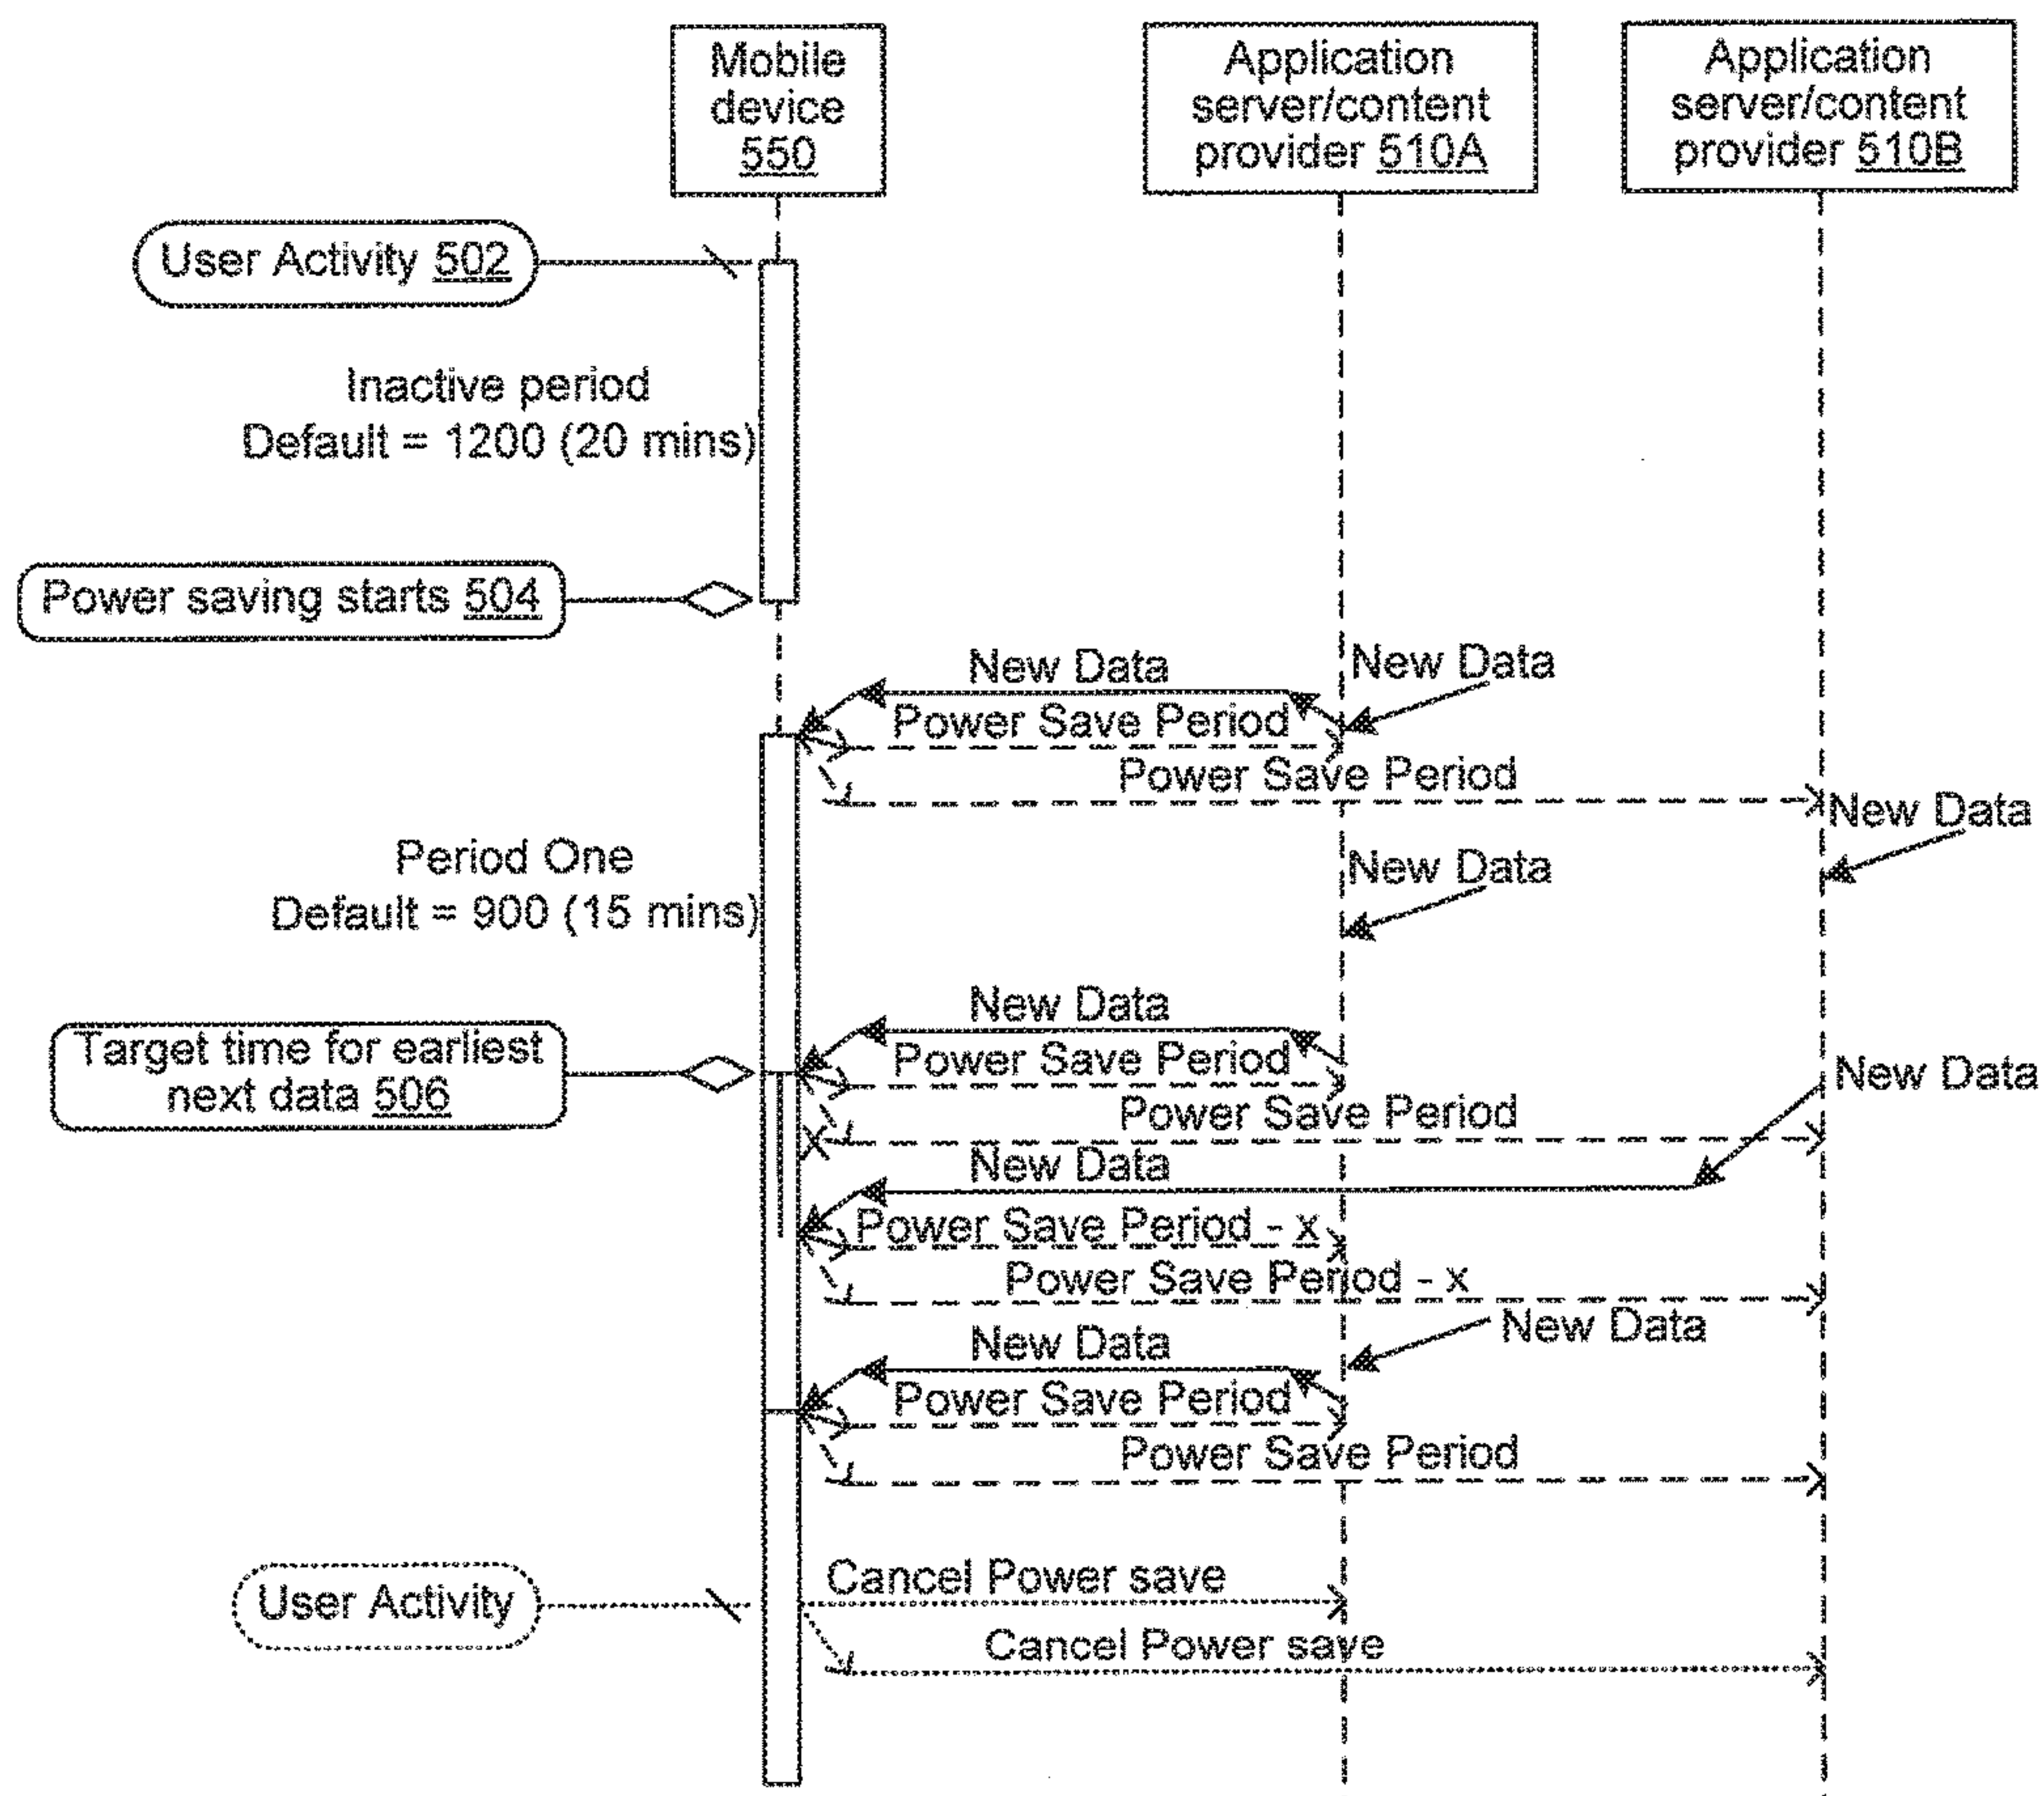 Mobile
device
550
Application
server/content
provider 510A
Application
server/content
provider 510B
User Activity 502
Inactive period
Default = 1200 (20 mins)
Power saving starts 504
New Data
New Data
Power Save Period
Power Save Period
New Data
Period One
New Data
Default = 900 (15 mins)
New Data
Target time for earliest
next data 506
Power Save Period
New Data
Power Save Period
X
New Data
Power Save Period - x
Power Save Period - x
New Data
New Data
Power Save Period
Power Save Period
User Activity
Cancel Power save
Cancel Power save